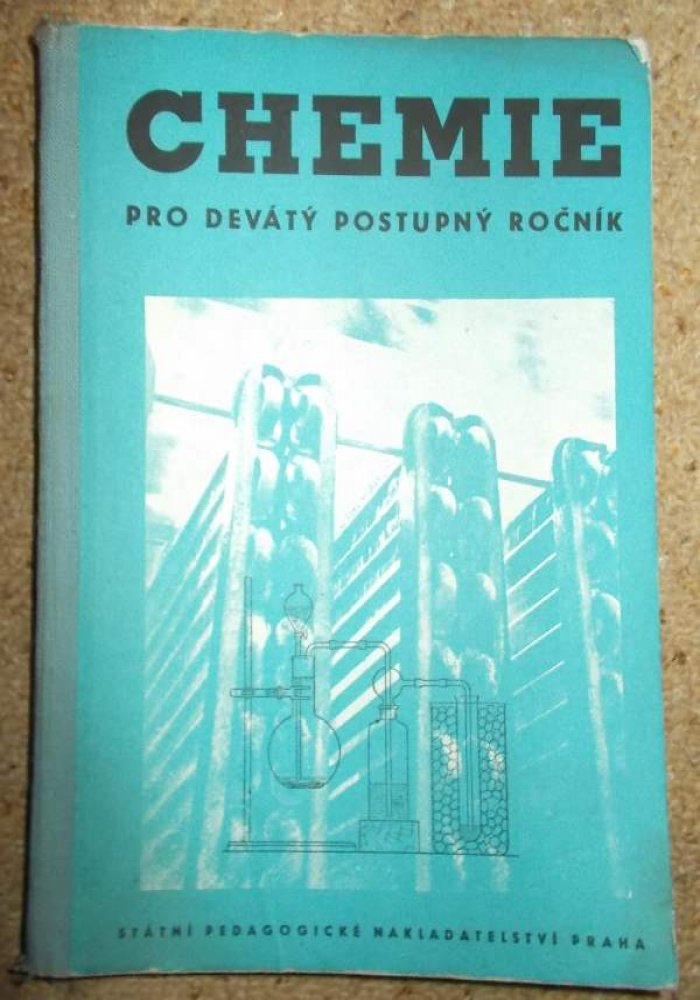 CHEMIE
PRO DEVÁTÝ POSTUPNÝ ROČNÍK
STÁTNÍ PEDAGOGICKÉ NAKLADATELSTVÍ PRAHA